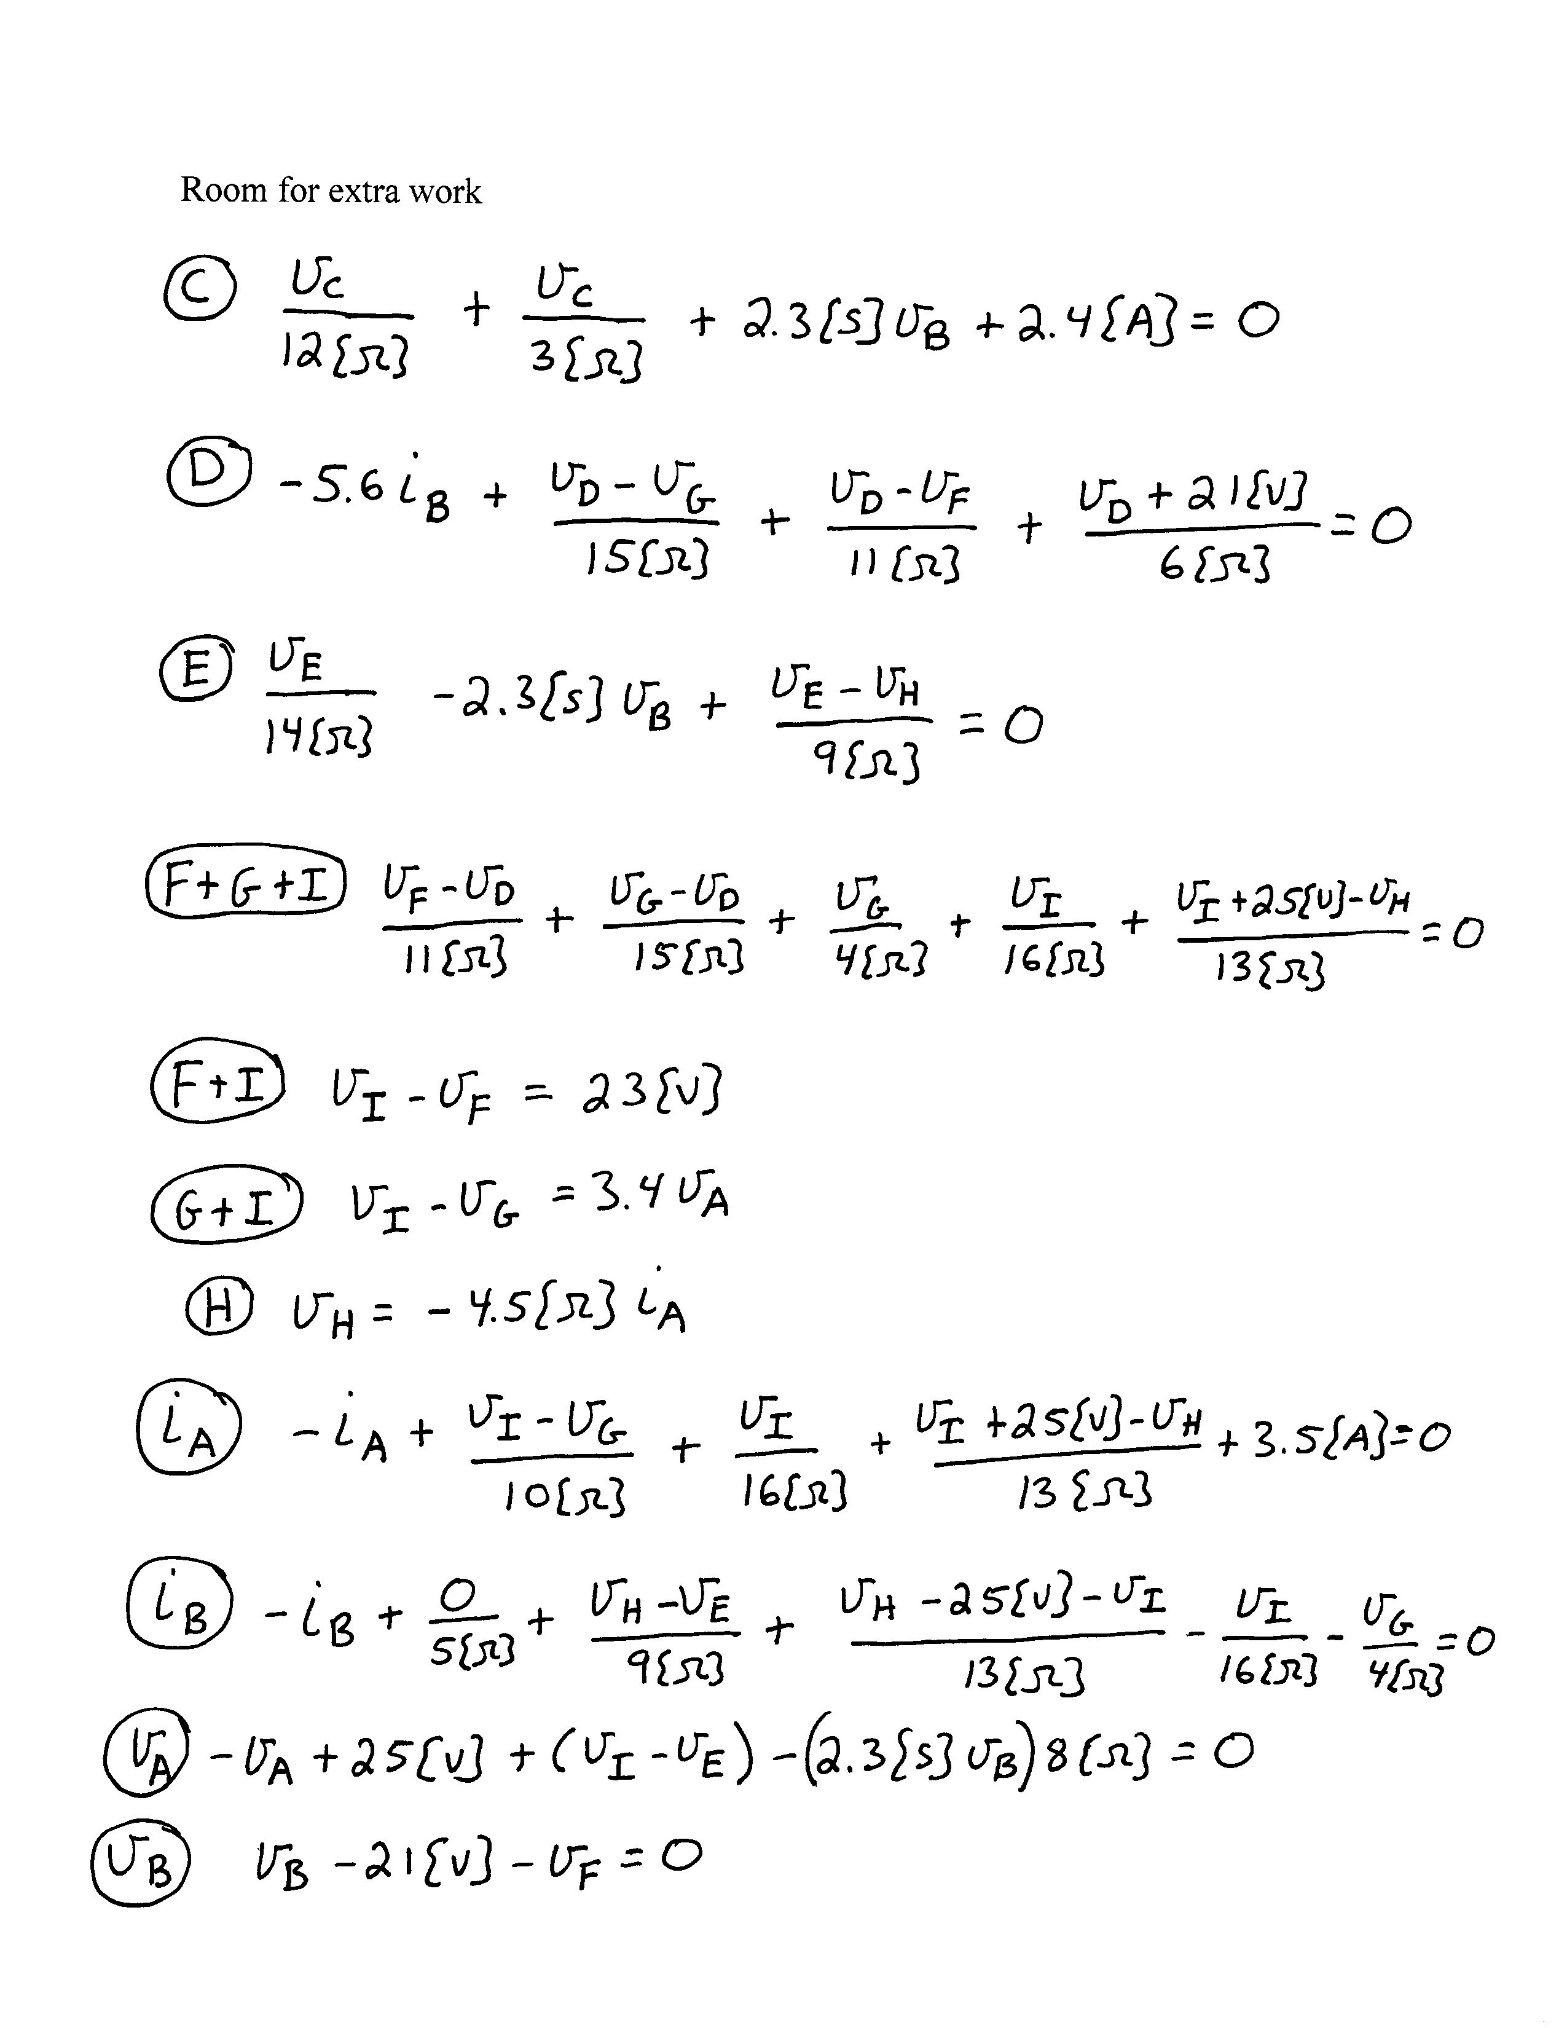 Room for extra work
(C) v_C/12[Ω] + v_C/3[Ω] + 2.3[S] v_B + 2.4[A] = 0
(D) -5.6 i_B + (v_D - v_G)/15[Ω] + (v_D - v_F)/11[Ω] + (v_D + 21[V])/6[Ω] = 0
(E) v_E/14[Ω] - 2.3[S] v_B + (v_E - v_H)/9[Ω] = 0
(F+G+I) (v_F - v_D)/11[Ω] + (v_G - v_D)/15[Ω] + v_G/4[Ω] + v_I/16[Ω] + (v_I + 25[V] - v_H)/13[Ω] = 0
(F+I) v_I - v_F = 23[V]
(G+I) v_I - v_G = 3.4 v_A
(H) v_H = -4.5[Ω] i_A
(i_A) -i_A + (v_I - v_G)/10[Ω] + v_I/16[Ω] + (v_I + 25[V] - v_H)/13[Ω] + 3.5[A] = 0
(i_B) -i_B + 0/5[Ω] + (v_H - v_E)/9[Ω] + (v_H - 25[V] - v_I)/13[Ω] - v_I/16[Ω] - v_G/4[Ω] = 0
(v_A) -v_A + 25[V] + (v_I - v_E) - (2.3[S] v_B) 8[Ω] = 0
(v_B) v_B - 21[V] - v_F = 0